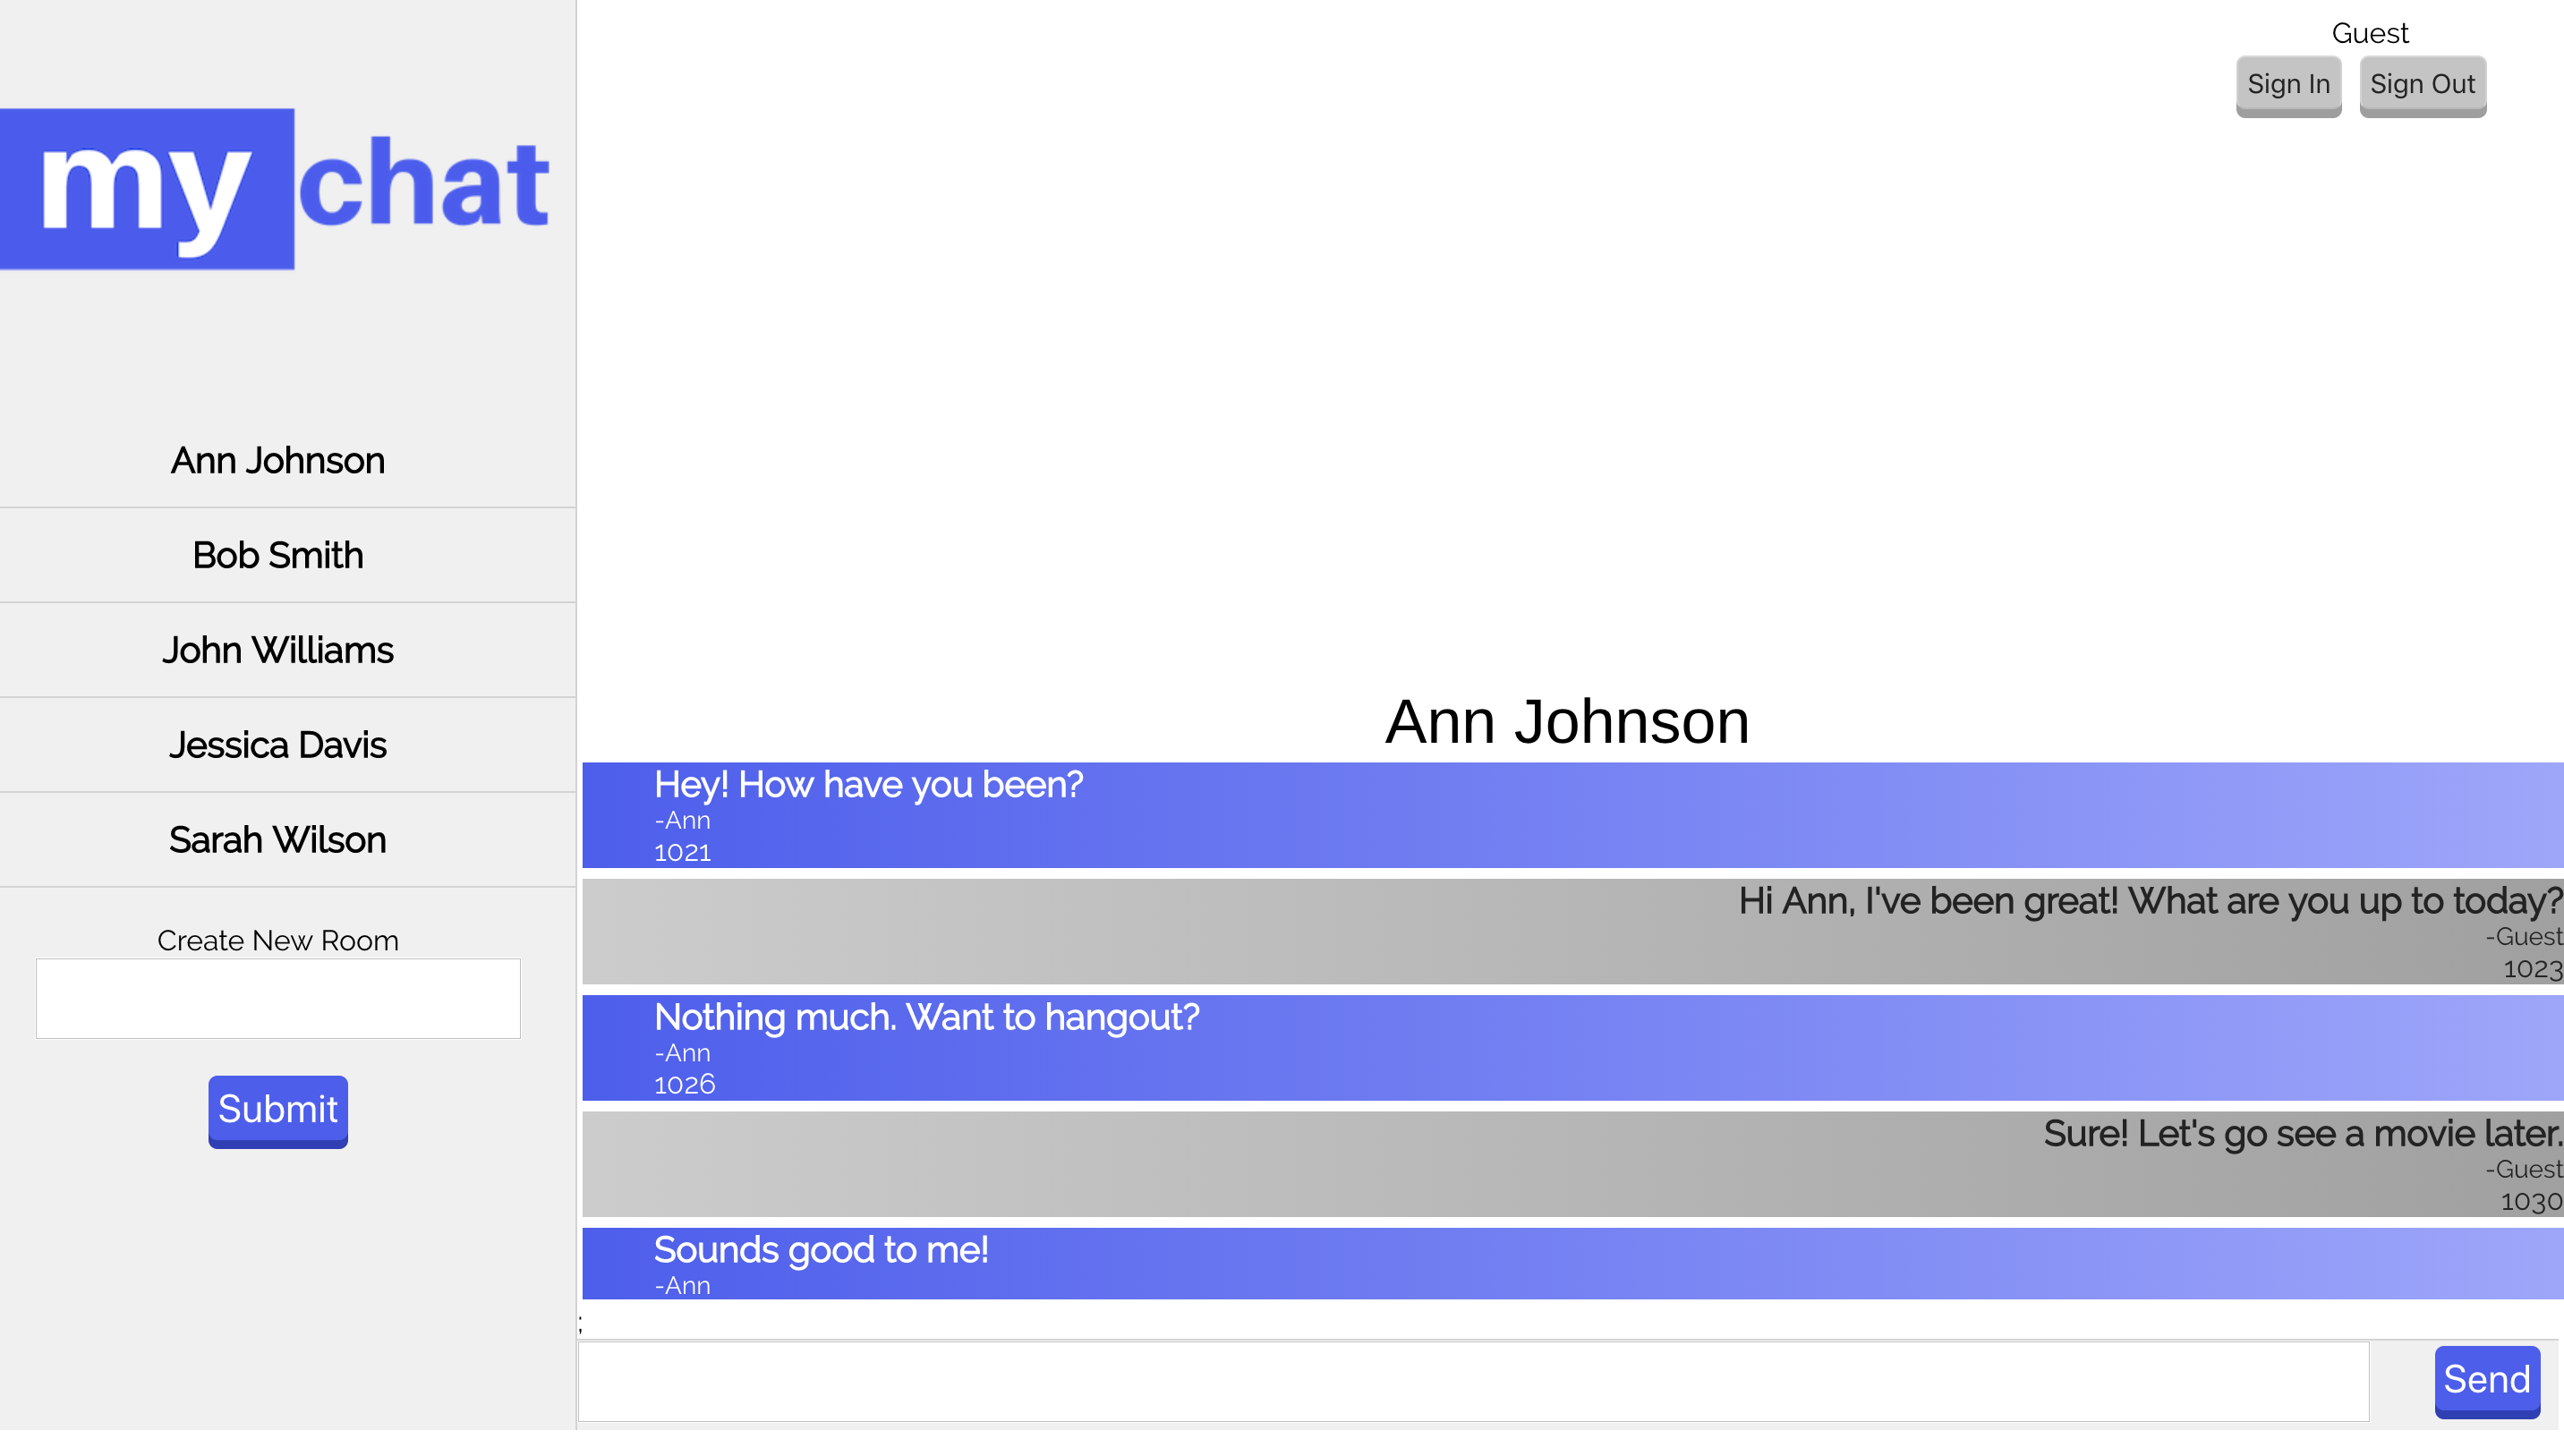 my chat
Ann Johnson
Bob Smith
John Williams
Jessica Davis
Sarah Wilson
Create New Room
Submit
Guest
Sign In Sign Out
Ann Johnson
Hey! How have you been?
-Ann
1021
Hi Ann, I've been great! What are you up to today?
-Guest
1023
Nothing much. Want to hangout?
-Ann
1026
Sure! Let's go see a movie later.
-Guest
1030
Sounds good to me!
-Ann
;
Send